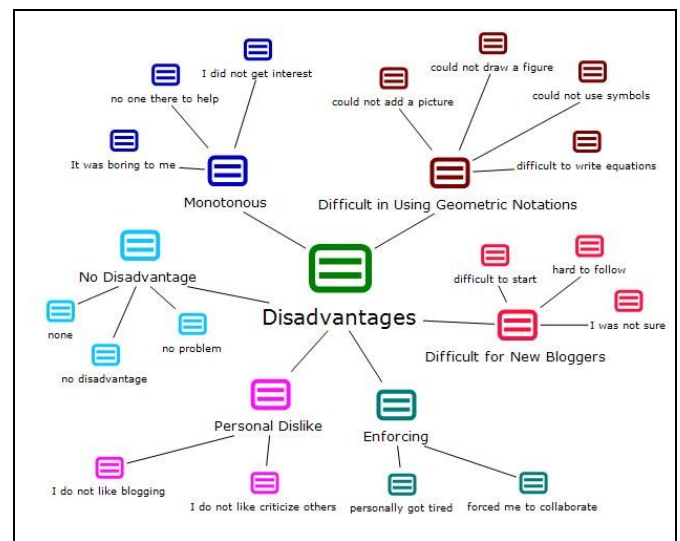 I did not get interest
no one there to help
It was boring to me
Monotonous
could not draw a figure
could not add a picture
could not use symbols
difficult to write equations
Difficult in Using Geometric Notations
No Disadvantage
none
no problem
no disadvantage
Disadvantages
hard to follow
difficult to start
I was not sure
Difficult for New Bloggers
Personal Dislike
I do not like blogging
I do not like criticize others
Enforcing
personally got tired
forced me to collaborate